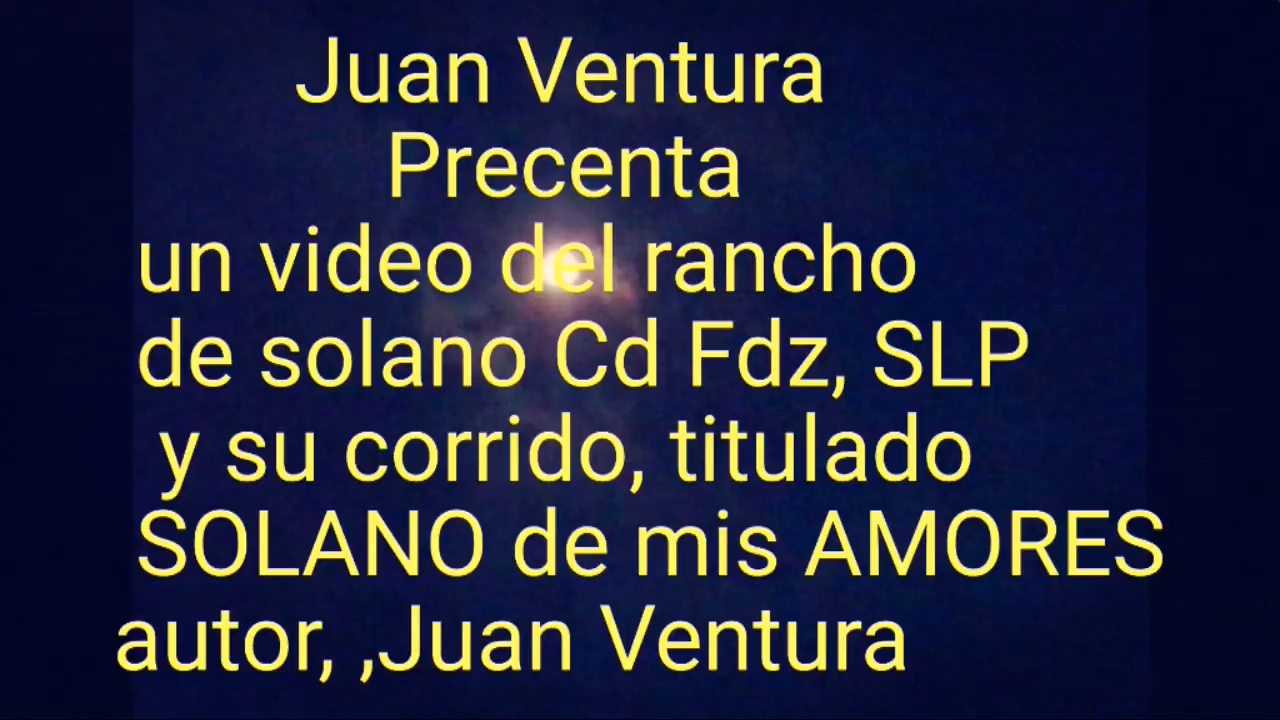 Juan Ventura
Precenta
un video del rancho
de solano Cd Fdz, SLP
y su corrido, titulado
SOLANO de mis AMORES
autor, ,Juan Ventura